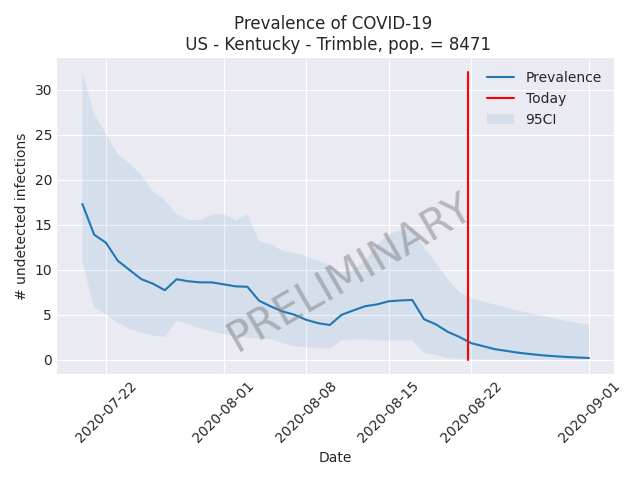 Prevalence of COVID-19
US - Kentucky - Trimble, pop. = 8471
# undetected infections
30
25
20
15
10
5
0
Prevalence
Today
95CI
PRELIMINARY
2020-07-22
2020-08-01
2020-08-08
2020-08-15
2020-08-22
2020-09-01
Date